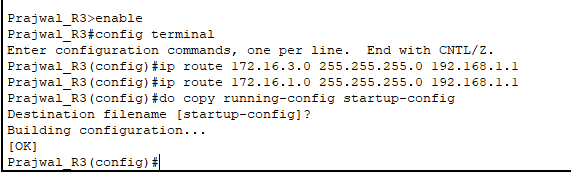 Prajwal_R3>enable
Prajwal_R3#config terminal
Enter configuration commands, one per line.  End with CNTL/Z.
Prajwal_R3(config)#ip route 172.16.3.0 255.255.255.0 192.168.1.1
Prajwal_R3(config)#ip route 172.16.1.0 255.255.255.0 192.168.1.1
Prajwal_R3(config)#do copy running-config startup-config
Destination filename [startup-config]?
Building configuration...
[OK]
Prajwal_R3(config)#